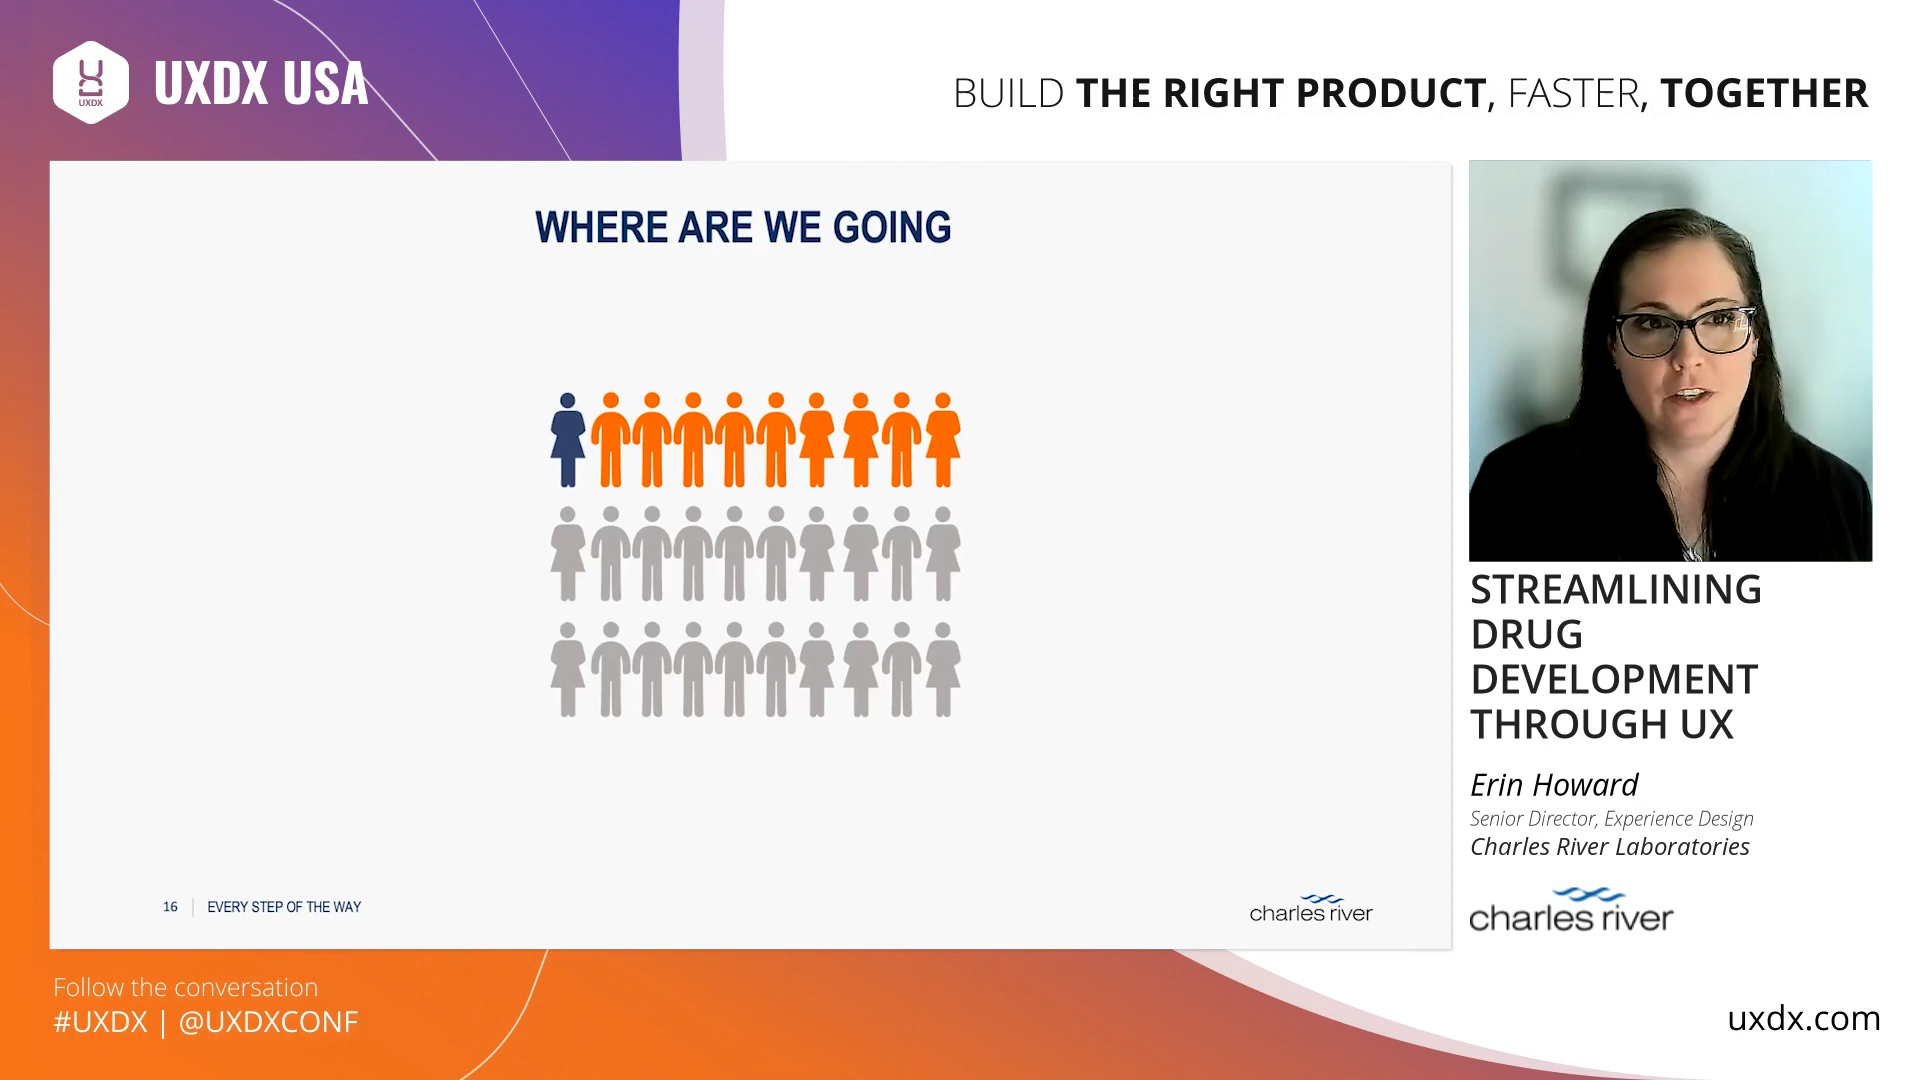 UXDX
UXDX USA
BUILD THE RIGHT PRODUCT, FASTER, TOGETHER
WHERE ARE WE GOING
16 | EVERY STEP OF THE WAY
charles river
STREAMLINING
DRUG
DEVELOPMENT
THROUGH UX
Erin Howard
Senior Director, Experience Design
Charles River Laboratories
charles river
Follow the conversation
#UXDX | @UXDXCONF
uxdx.com